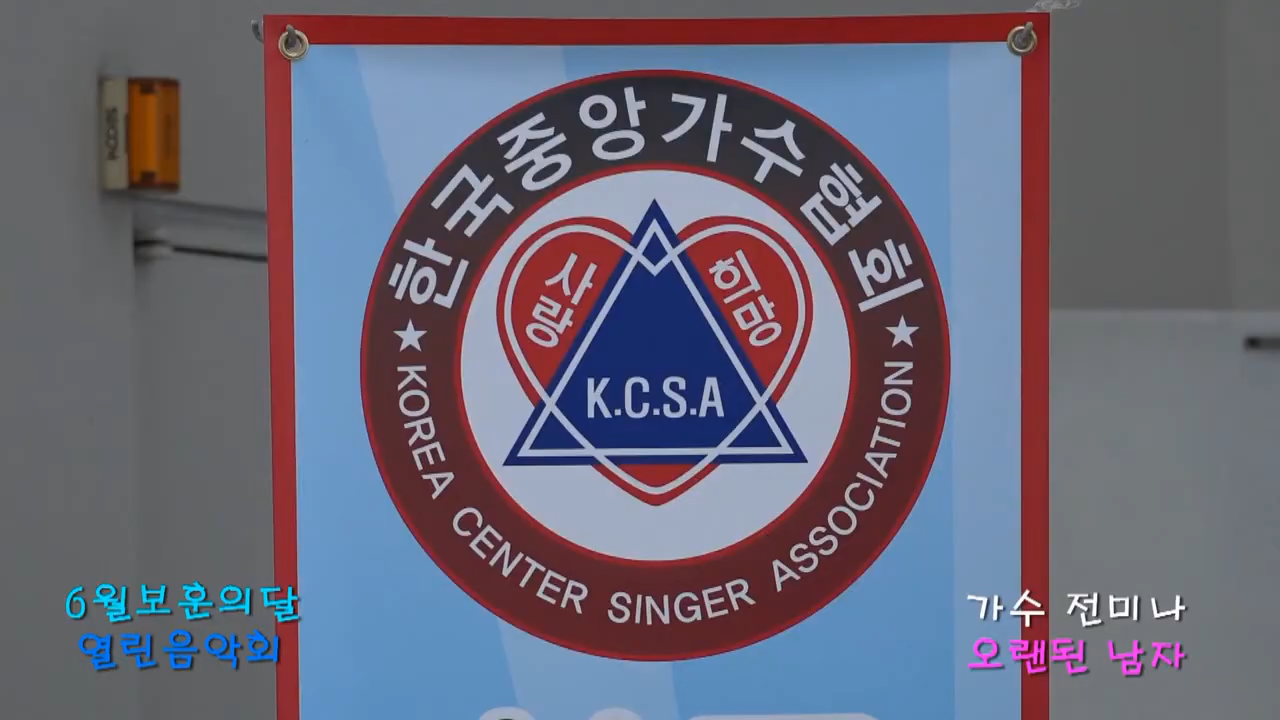 KOOS
한국중앙가수협회
사랑
희망
K.C.S.A
★ KOREA CENTER SINGER ASSOCIATION ★
6월보훈의달
열린음악회
가수 전미나
오랜된 남자